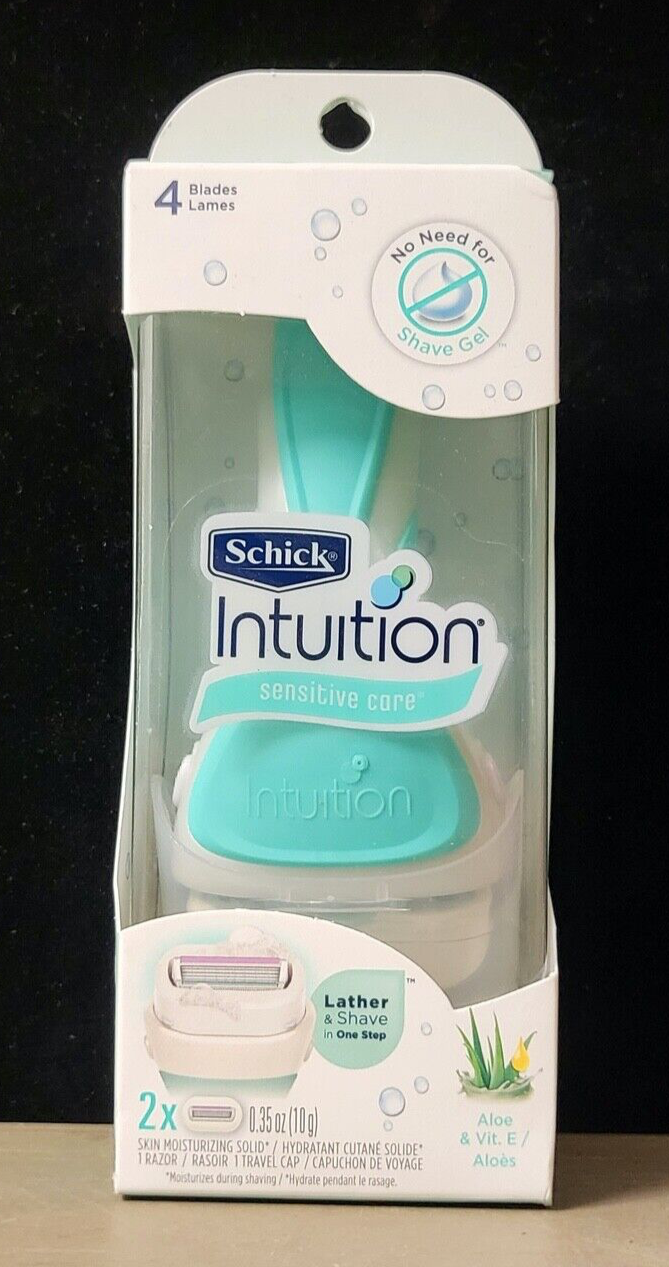 4 Blades
Lames
No Need for
Shave Gel™
Schick®
Intuition®
sensitive care®
Intuition
Lather™
& Shave
in One Step
2x 0.35 oz (10 g)
SKIN MOISTURIZING SOLID* / HYDRATANT CUTANÉ SOLIDE*
1 RAZOR / RASOIR 1 TRAVEL CAP / CAPUCHON DE VOYAGE
*Moisturizes during shaving / *Hydrate pendant le rasage.
Aloe
& Vit. E /
Aloès